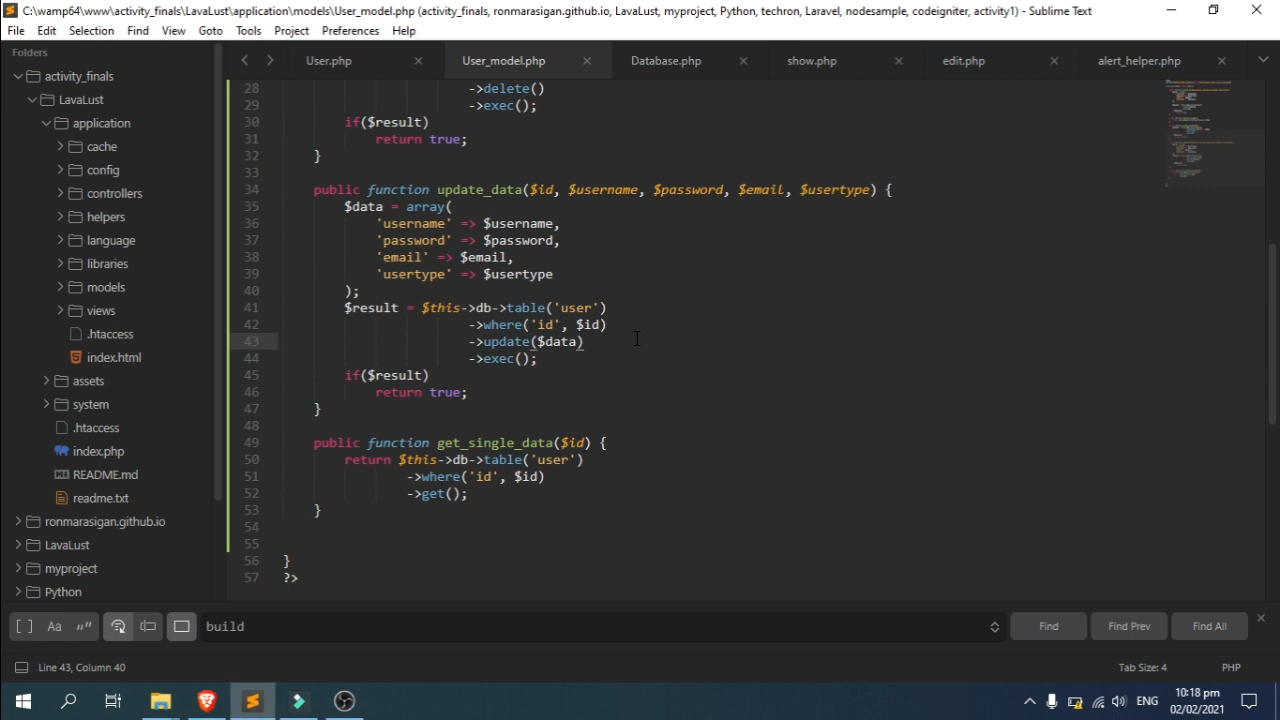 C:\wamp64\www\activity_finals\LavaLust\application\models\User_model.php (activity_finals, ronmarasigan.github.io, LavaLust, myproject, Python, techron, Laravel, nodesample, codeigniter, activity1) - Sublime Text
File Edit Selection Find View Goto Tools Project Preferences Help
Folders
activity_finals
LavaLust
application
cache
config
controllers
helpers
language
libraries
models
views
.htaccess
index.html
assets
system
.htaccess
index.php
README.md
readme.txt
ronmarasigan.github.io
LavaLust
myproject
Python
User.php User_model.php Database.php show.php edit.php alert_helper.php
28 ->delete()
29 ->exec();
30 if($result)
31 return true;
32 }
33
34 public function update_data($id, $username, $password, $email, $usertype) {
35 $data = array(
36 'username' => $username,
37 'password' => $password,
38 'email' => $email,
39 'usertype' => $usertype
40 );
41 $result = $this->db->table('user')
42 ->where('id', $id)
43 ->update($data)
44 ->exec();
45 if($result)
46 return true;
47 }
48
49 public function get_single_data($id) {
50 return $this->db->table('user')
51 ->where('id', $id)
52 ->get();
53 }
54
55
56 }
57 ?>
[ ] Aa “” build Find Find Prev Find All
Line 43, Column 40 Tab Size: 4 PHP
ENG 10:18 pm
02/02/2021